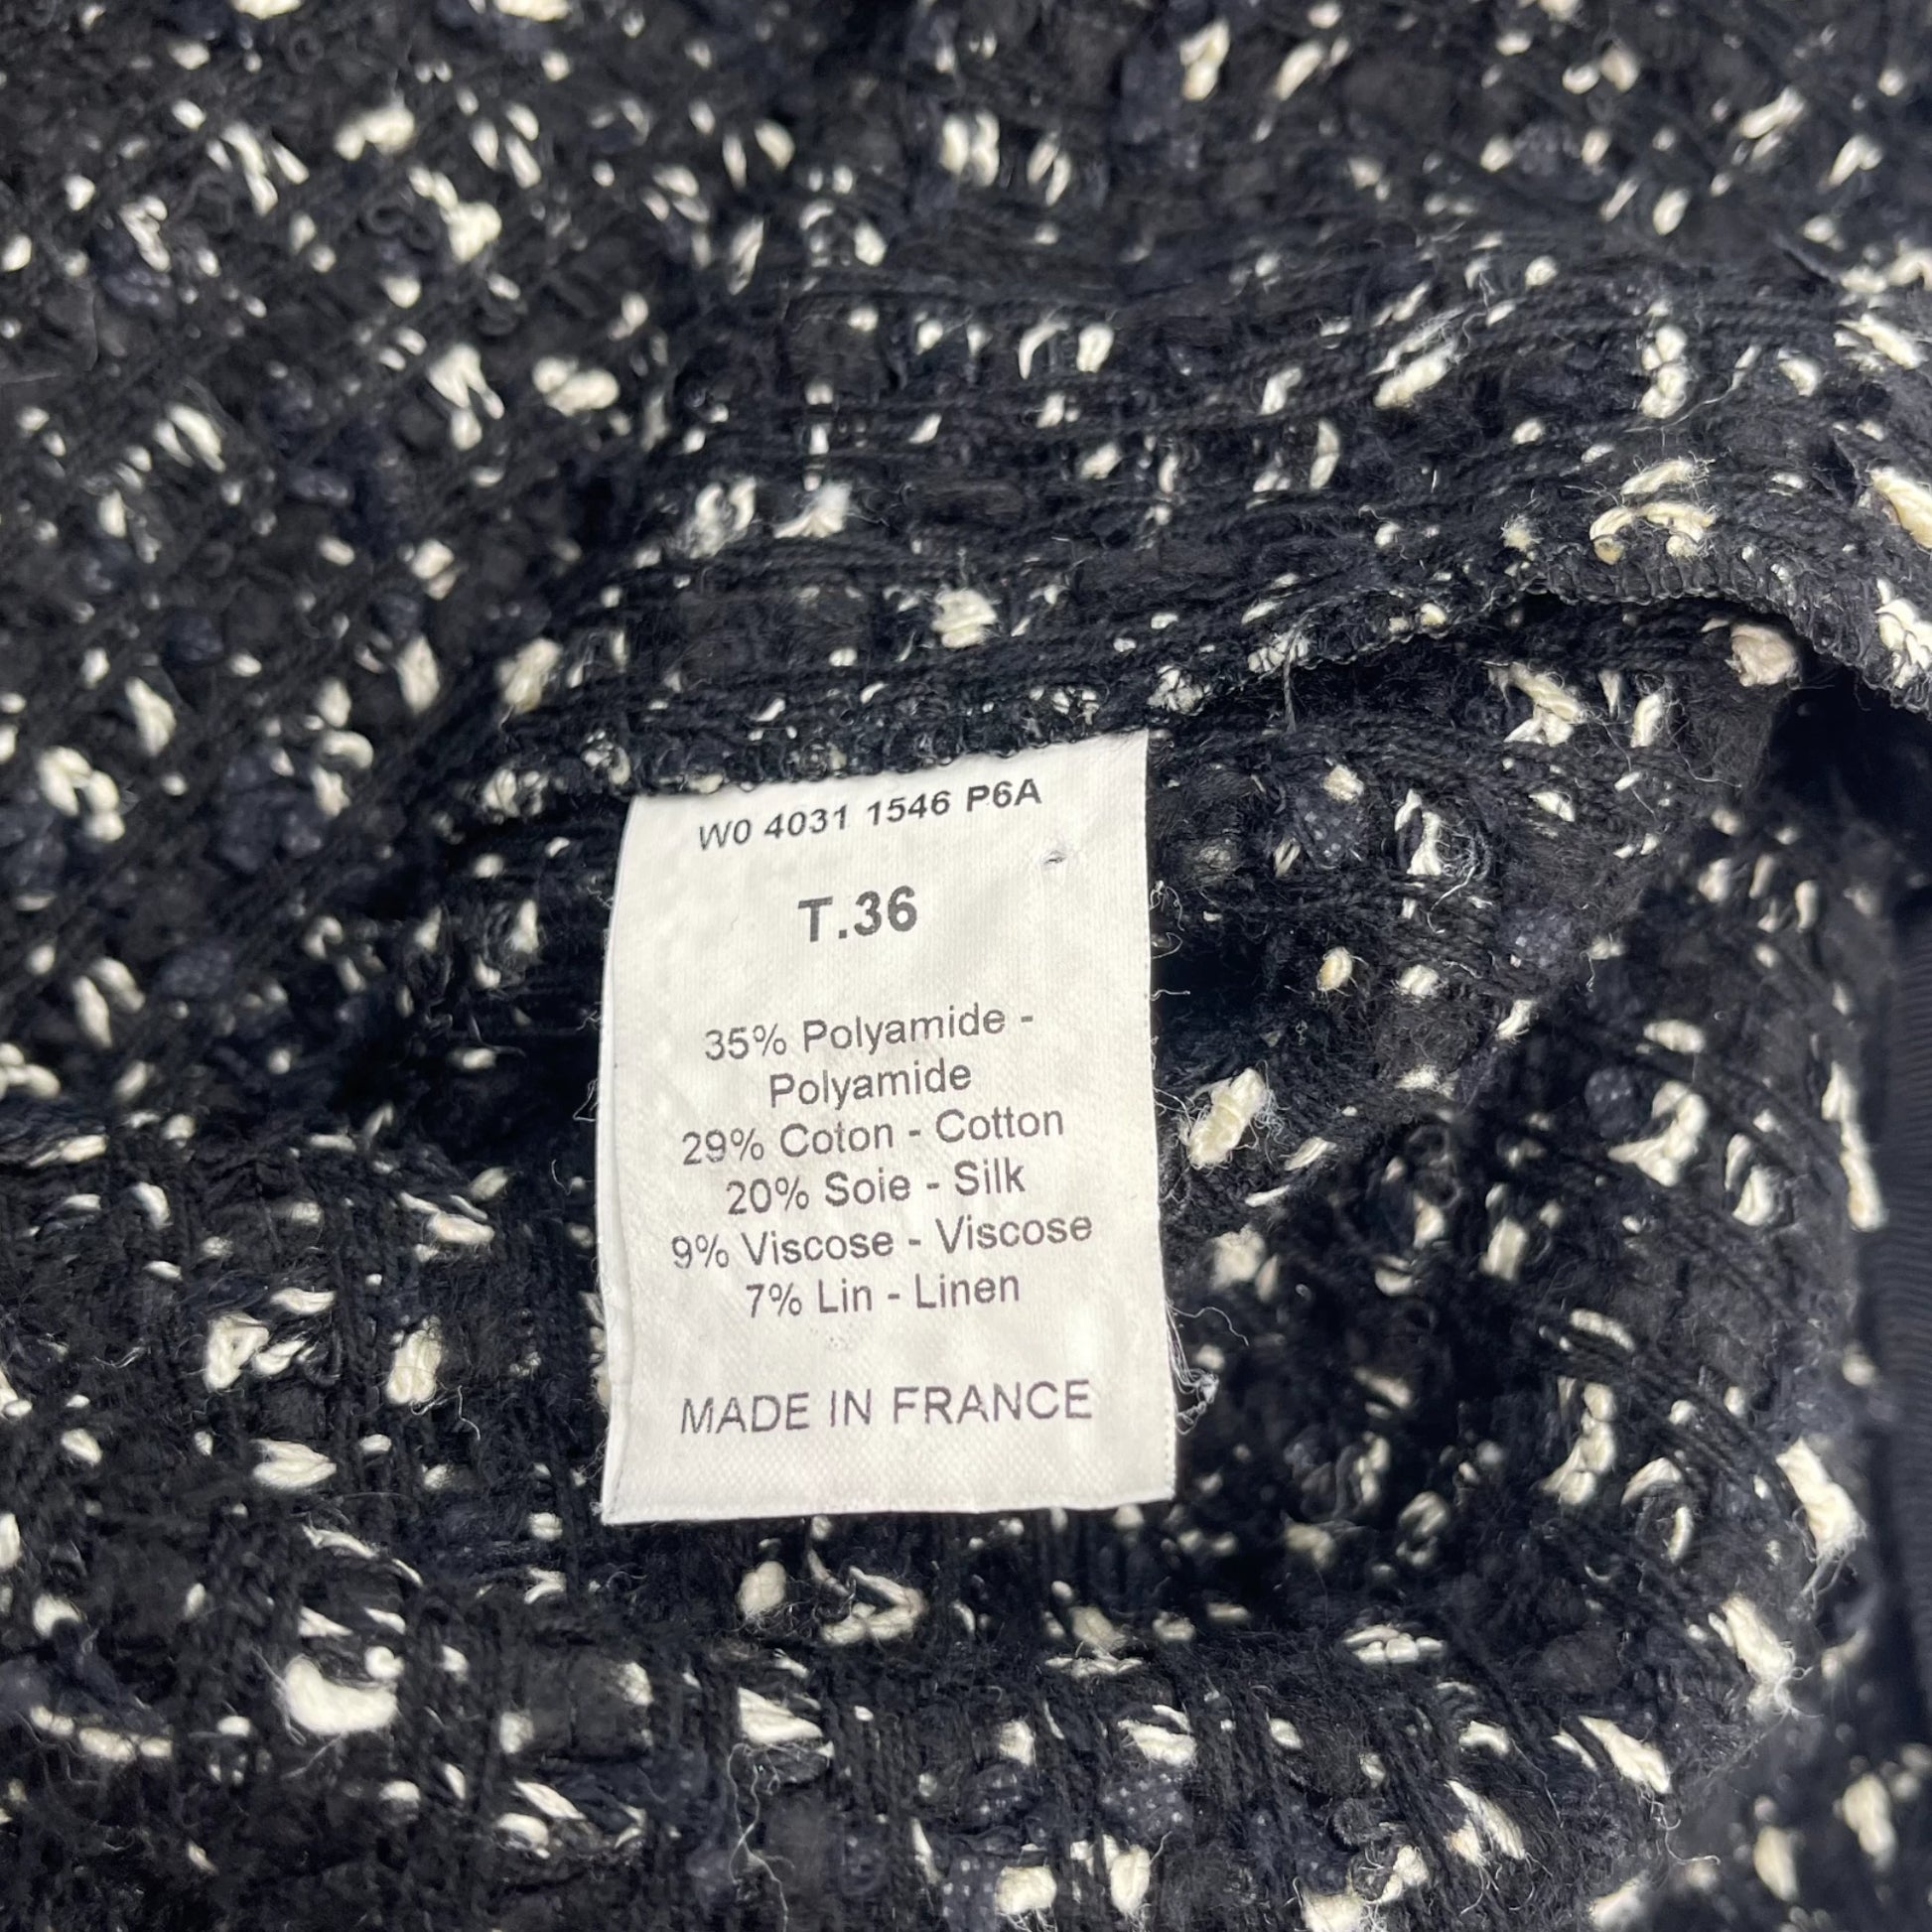 W0 4031 1546 P6A
T.36
35% Polyamide -
Polyamide
29% Coton - Cotton
20% Soie - Silk
9% Viscose - Viscose
7% Lin - Linen
MADE IN FRANCE